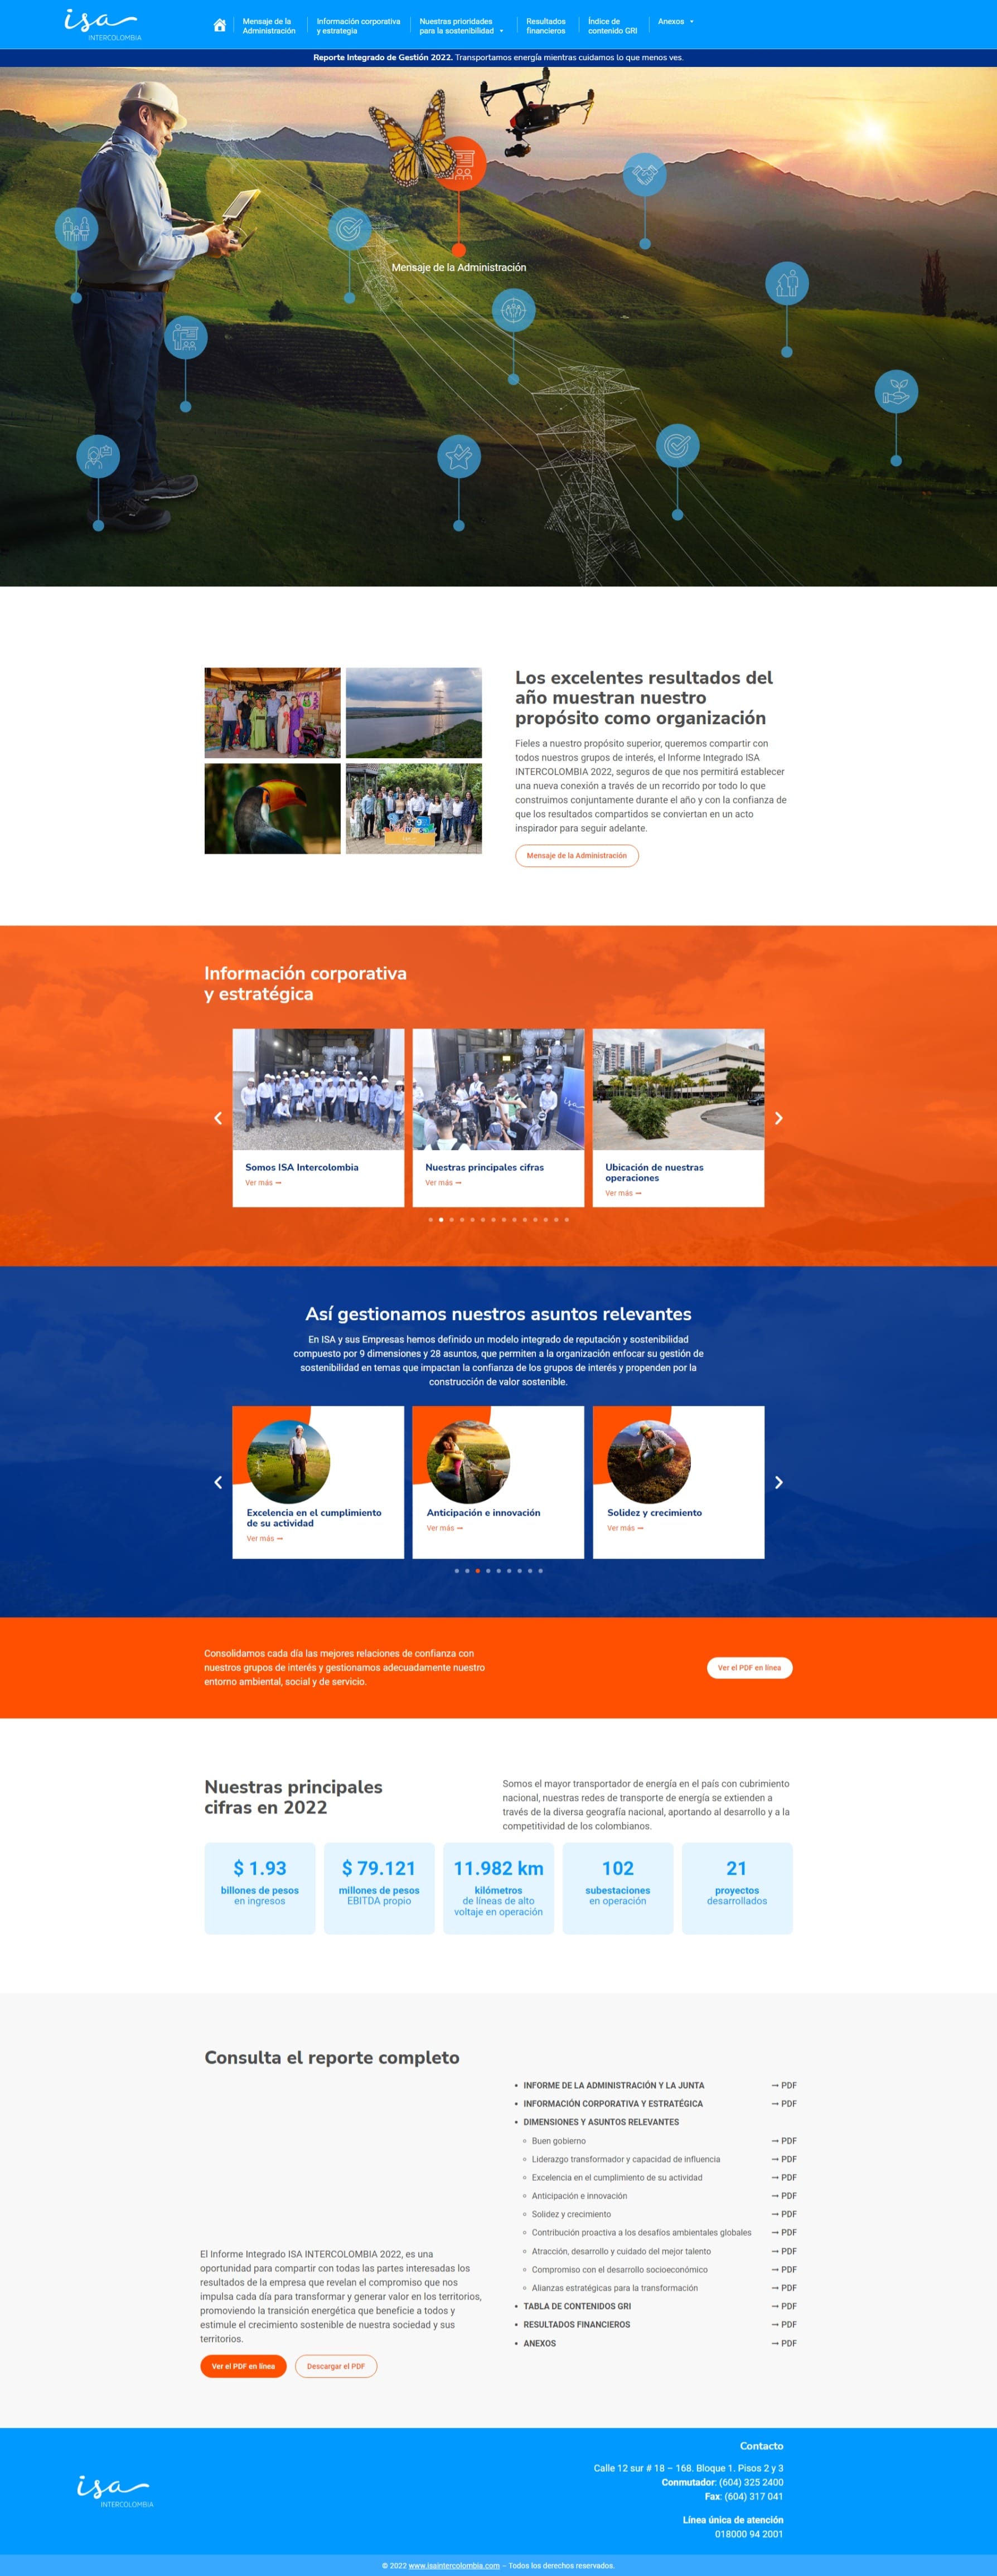 isa
INTERCOLOMBIA
Mensaje de la
Administración
Información corporativa
y estrategia
Nuestras prioridades
para la sostenibilidad
Resultados
financieros
Índice de
contenido GRI
Anexos
Reporte Integrado de Gestión 2022. Transportamos energía mientras cuidamos lo que menos ves.
Mensaje de la Administración
Los excelentes resultados del
año muestran nuestro
propósito como organización
Fieles a nuestro propósito superior, queremos compartir con
todos nuestros grupos de interés, el Informe Integrado ISA
INTERCOLOMBIA 2022, seguros de que nos permitirá establecer
una nueva conexión a través de un recorrido por todo lo que
construimos conjuntamente durante el año y con la confianza de
que los resultados compartidos se conviertan en un acto
inspirador para seguir adelante.
Mensaje de la Administración
Información corporativa
y estratégica
isa
Somos ISA Intercolombia
Ver más
Nuestras principales cifras
Ver más
Ubicación de nuestras
operaciones
Ver más
Así gestionamos nuestros asuntos relevantes
En ISA y sus Empresas hemos definido un modelo integrado de reputación y sostenibilidad
compuesto por 9 dimensiones y 28 asuntos, que permiten a la organización enfocar su gestión de
sostenibilidad en temas que impactan la confianza de los grupos de interés y propenden por la
construcción de valor sostenible.
Excelencia en el cumplimiento
de su actividad
Ver más
Anticipación e innovación
Ver más
Solidez y crecimiento
Ver más
Consolidamos cada día las mejores relaciones de confianza con
nuestros grupos de interés y gestionamos adecuadamente nuestro
entorno ambiental, social y de servicio.
Ver el PDF en línea
Nuestras principales
cifras en 2022
Somos el mayor transportador de energía en el país con cubrimiento
nacional, nuestras redes de transporte de energía se extienden a
través de la diversa geografía nacional, aportando al desarrollo y a la
competitividad de los colombianos.
$ 1.93
billones de pesos
en ingresos
$ 79.121
millones de pesos
EBITDA propio
11.982 km
kilómetros
de líneas de alto
voltaje en operación
102
subestaciones
en operación
21
proyectos
desarrollados
Consulta el reporte completo
El Informe Integrado ISA INTERCOLOMBIA 2022, es una
oportunidad para compartir con todas las partes interesadas los
resultados de la empresa que revelan el compromiso que nos
impulsa cada día para transformar y generar valor en los territorios,
promoviendo la transición energética que beneficie a todos y
estimule el crecimiento sostenible de nuestra sociedad y sus
territorios.
Ver el PDF en línea
Descargar el PDF
INFORME DE LA ADMINISTRACIÓN Y LA JUNTA PDF
INFORMACIÓN CORPORATIVA Y ESTRATÉGICA PDF
DIMENSIONES Y ASUNTOS RELEVANTES
Buen gobierno PDF
Liderazgo transformador y capacidad de influencia PDF
Excelencia en el cumplimiento de su actividad PDF
Anticipación e innovación PDF
Solidez y crecimiento PDF
Contribución proactiva a los desafíos ambientales globales PDF
Atracción, desarrollo y cuidado del mejor talento PDF
Compromiso con el desarrollo socioeconómico PDF
Alianzas estratégicas para la transformación PDF
TABLA DE CONTENIDOS GRI PDF
RESULTADOS FINANCIEROS PDF
ANEXOS PDF
isa
INTERCOLOMBIA
Contacto
Calle 12 sur # 18 – 168. Bloque 1. Pisos 2 y 3
Conmutador: (604) 325 2400
Fax: (604) 317 041
Línea única de atención
018000 94 2001
© 2022 www.isaintercolombia.com – Todos los derechos reservados.